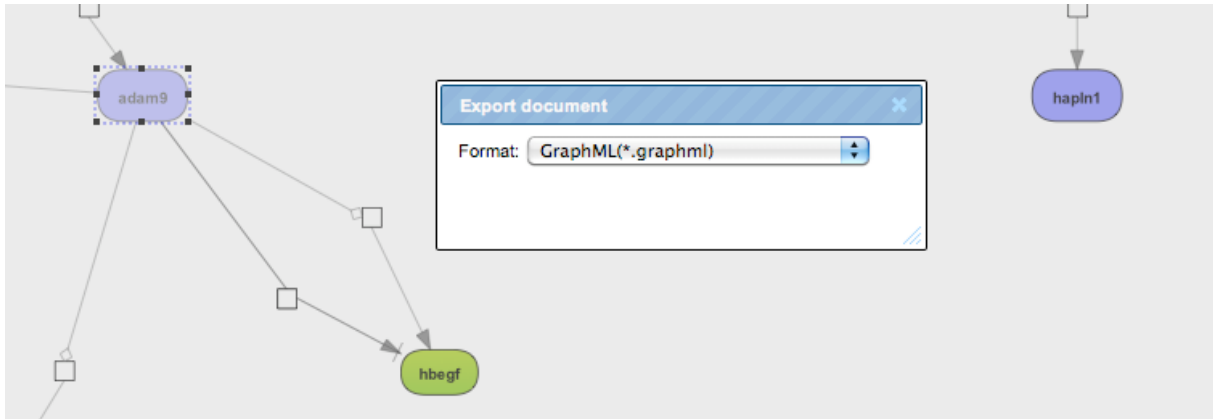 adam9
Export document
hapln1
Format: GraphML(*.graphml)
hbegf